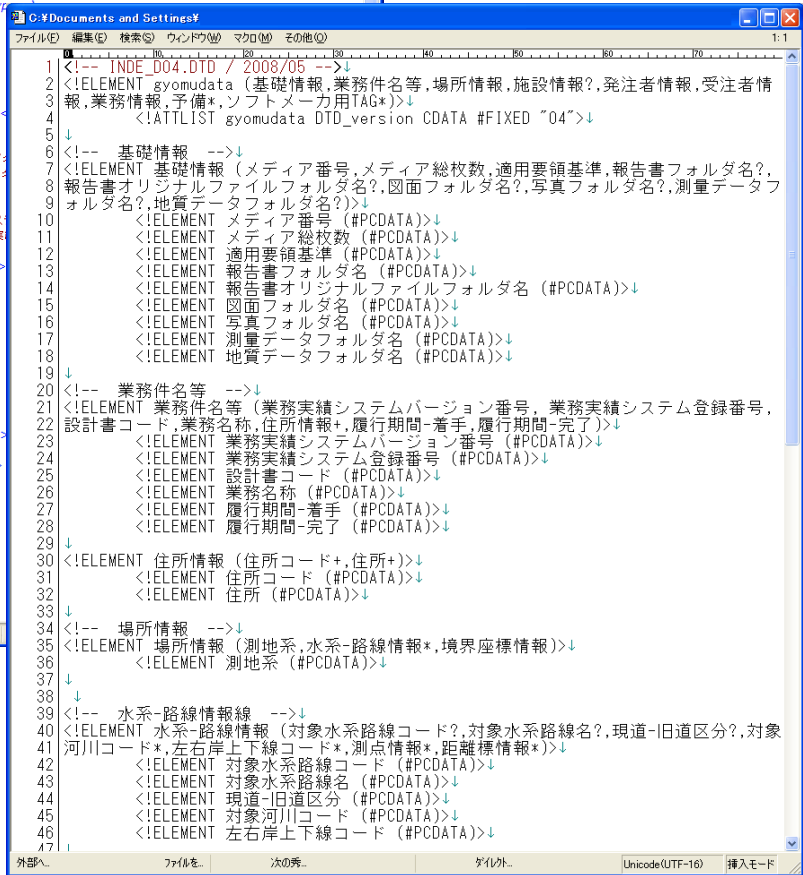 C:¥Documents and Settings¥
ファイル(F) 編集(E) 検索(S) ウィンドウ(W) マクロ(M) その他(O) 1: 1
0 10 20 30 40 50 60 70
1 <!-- INDE_D04.DTD / 2008/05 -->↓
2 <!ELEMENT gyomudata (基礎情報,業務件名等,場所情報,施設情報?,発注者情報,受注者情
3 報,業務情報,予備*,ソフトメーカ用TAG*)>↓
4 <!ATTLIST gyomudata DTD_version CDATA #FIXED "04">↓
5 ↓
6 <!-- 基礎情報 -->↓
7 <!ELEMENT 基礎情報 (メディア番号,メディア総枚数,適用要領基準,報告書フォルダ名?,
8 報告書オリジナルファイルフォルダ名?,図面フォルダ名?,写真フォルダ名?,測量データフ
9 ォルダ名?,地質データフォルダ名?)>↓
10 <!ELEMENT メディア番号 (#PCDATA)>↓
11 <!ELEMENT メディア総枚数 (#PCDATA)>↓
12 <!ELEMENT 適用要領基準 (#PCDATA)>↓
13 <!ELEMENT 報告書フォルダ名 (#PCDATA)>↓
14 <!ELEMENT 報告書オリジナルファイルフォルダ名 (#PCDATA)>↓
15 <!ELEMENT 図面フォルダ名 (#PCDATA)>↓
16 <!ELEMENT 写真フォルダ名 (#PCDATA)>↓
17 <!ELEMENT 測量データフォルダ名 (#PCDATA)>↓
18 <!ELEMENT 地質データフォルダ名 (#PCDATA)>↓
19 ↓
20 <!-- 業務件名等 -->↓
21 <!ELEMENT 業務件名等 (業務実績システムバージョン番号, 業務実績システム登録番号,
22 設計書コード,業務名称,住所情報+,履行期間-着手,履行期間-完了)>↓
23 <!ELEMENT 業務実績システムバージョン番号 (#PCDATA)>↓
24 <!ELEMENT 業務実績システム登録番号 (#PCDATA)>↓
25 <!ELEMENT 設計書コード (#PCDATA)>↓
26 <!ELEMENT 業務名称 (#PCDATA)>↓
27 <!ELEMENT 履行期間-着手 (#PCDATA)>↓
28 <!ELEMENT 履行期間-完了 (#PCDATA)>↓
29 ↓
30 <!ELEMENT 住所情報 (住所コード+,住所+)>↓
31 <!ELEMENT 住所コード (#PCDATA)>↓
32 <!ELEMENT 住所 (#PCDATA)>↓
33 ↓
34 <!-- 場所情報 -->↓
35 <!ELEMENT 場所情報 (測地系,水系-路線情報*,境界座標情報)>↓
36 <!ELEMENT 測地系 (#PCDATA)>↓
37 ↓
38 ↓
39 <!-- 水系-路線情報線 -->↓
40 <!ELEMENT 水系-路線情報 (対象水系路線コード?,対象水系路線名?,現道-旧道区分?,対象
41 河川コード*,左右岸上下線コード*,測点情報*,距離標情報*)>↓
42 <!ELEMENT 対象水系路線コード (#PCDATA)>↓
43 <!ELEMENT 対象水系路線名 (#PCDATA)>↓
44 <!ELEMENT 現道-旧道区分 (#PCDATA)>↓
45 <!ELEMENT 対象河川コード (#PCDATA)>↓
46 <!ELEMENT 左右岸上下線コード (#PCDATA)>↓
47 ↓
外部へ... ファイルを... 次の秀... ダイレクト... Unicode(UTF-16) 挿入モード